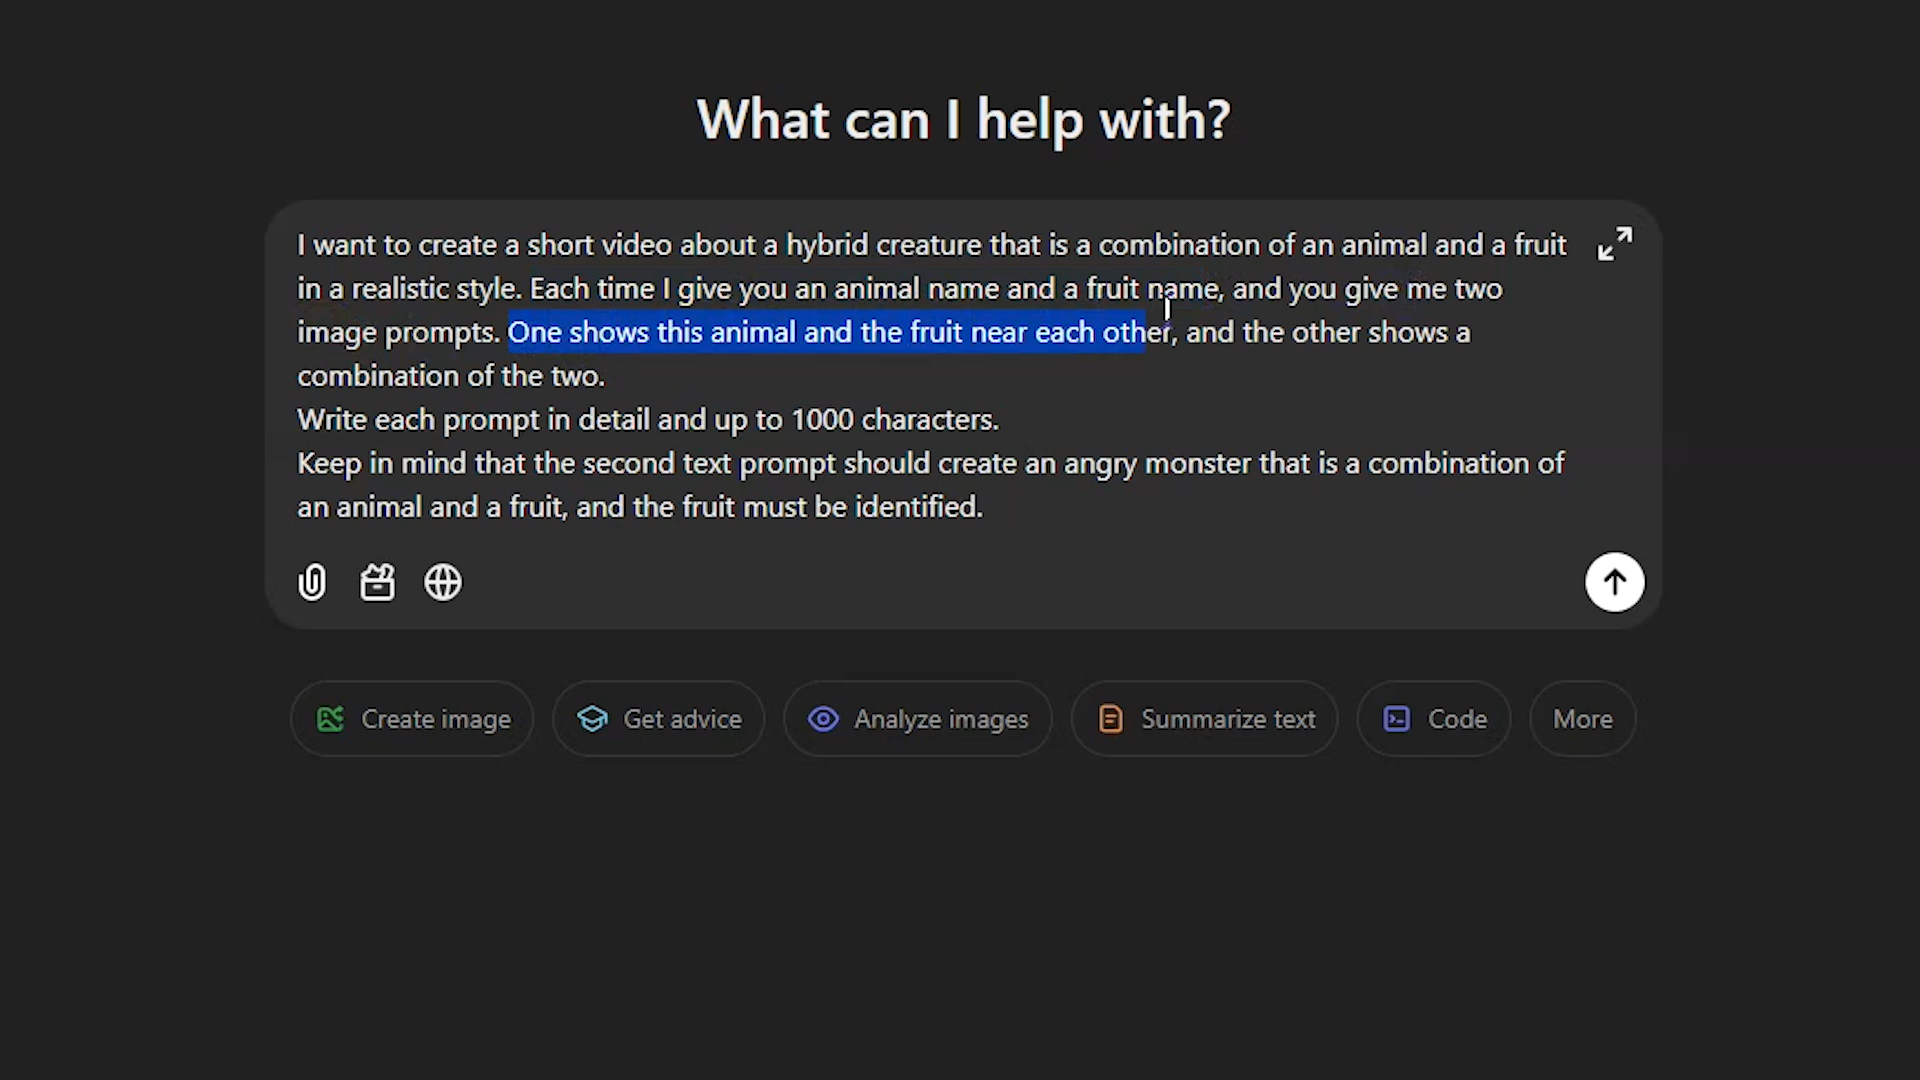 What can I help with?
I want to create a short video about a hybrid creature that is a combination of an animal and a fruit
in a realistic style. Each time I give you an animal name and a fruit name, and you give me two
image prompts. One shows this animal and the fruit near each other, and the other shows a
combination of the two.
Write each prompt in detail and up to 1000 characters.
Keep in mind that the second text prompt should create an angry monster that is a combination of
an animal and a fruit, and the fruit must be identified.
Create image Get advice Analyze images Summarize text Code More